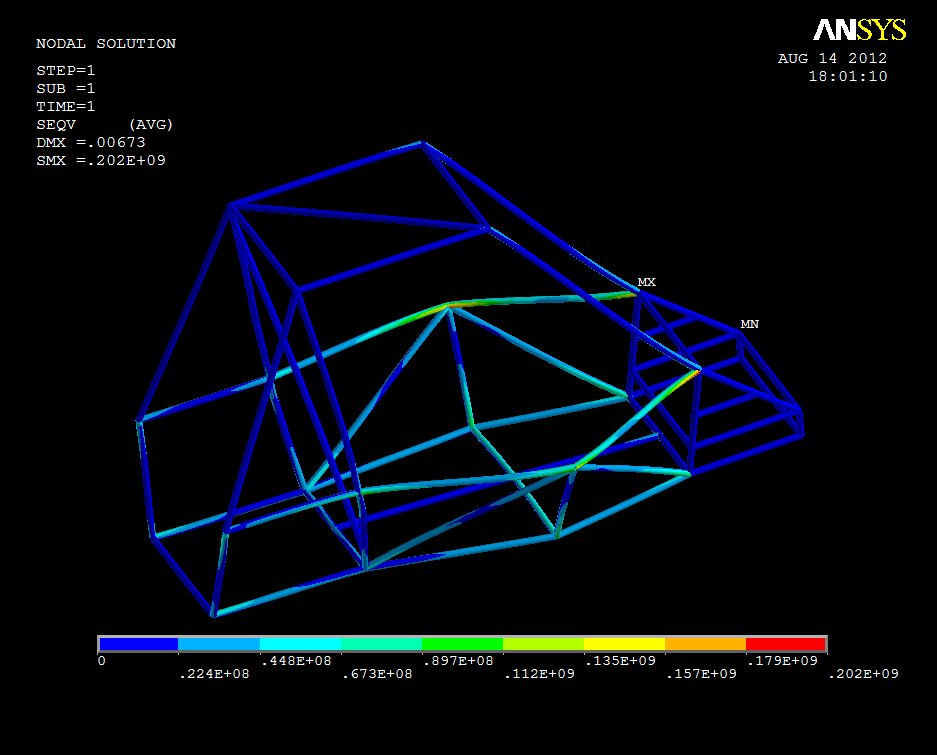 ANSYS
NODAL SOLUTION
AUG 14 2012
18:01:10
STEP=1
SUB =1
TIME=1
SEQV     (AVG)
DMX =.00673
SMX =.202E+09
MX
MN
0
.224E+08
.448E+08
.673E+08
.897E+08
.112E+09
.135E+09
.157E+09
.179E+09
.202E+09